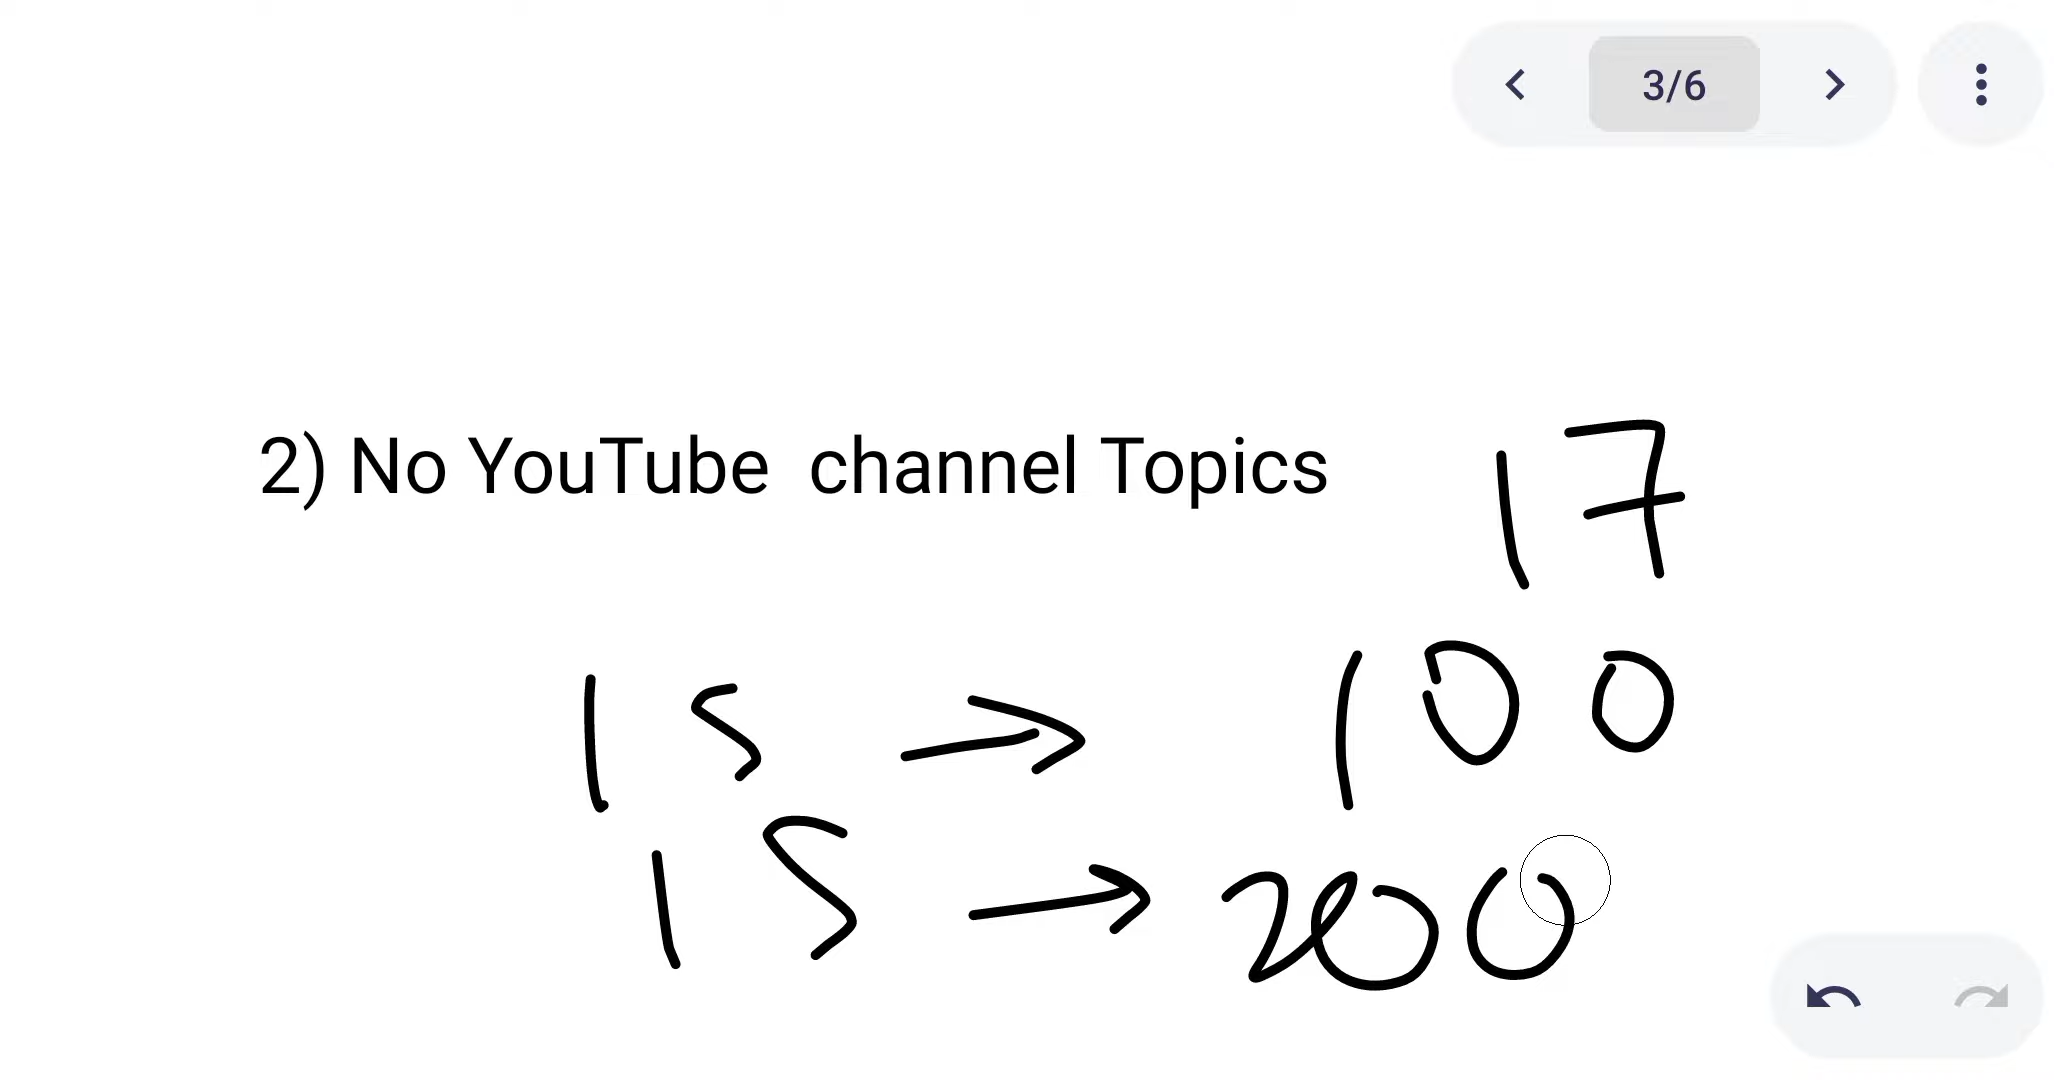 3/6
2) No YouTube channel Topics
17
15 → 100
15 → 200